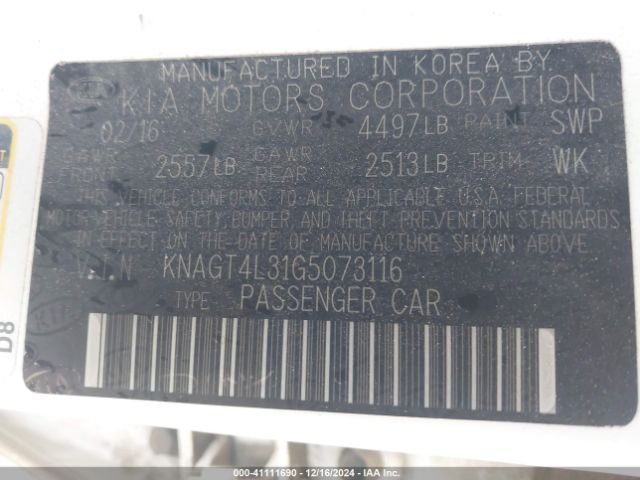 MANUFACTURED IN KOREA BY
KIA MOTORS CORPORATION
02/16 GVWR 4497LB PAINT SWP
GAWR FRONT 2557LB GAWR REAR 2513LB TRIM WK
THIS VEHICLE CONFORMS TO ALL APPLICABLE U.S.A. FEDERAL
MOTOR VEHICLE SAFETY, BUMPER, AND THEFT PREVENTION STANDARDS
IN EFFECT ON THE DATE OF MANUFACTURE SHOWN ABOVE
V.I.N KNAGT4L31G5073116
TYPE: PASSENGER CAR
KIA
D8
000-41111690 - 12/16/2024 - IAA Inc.